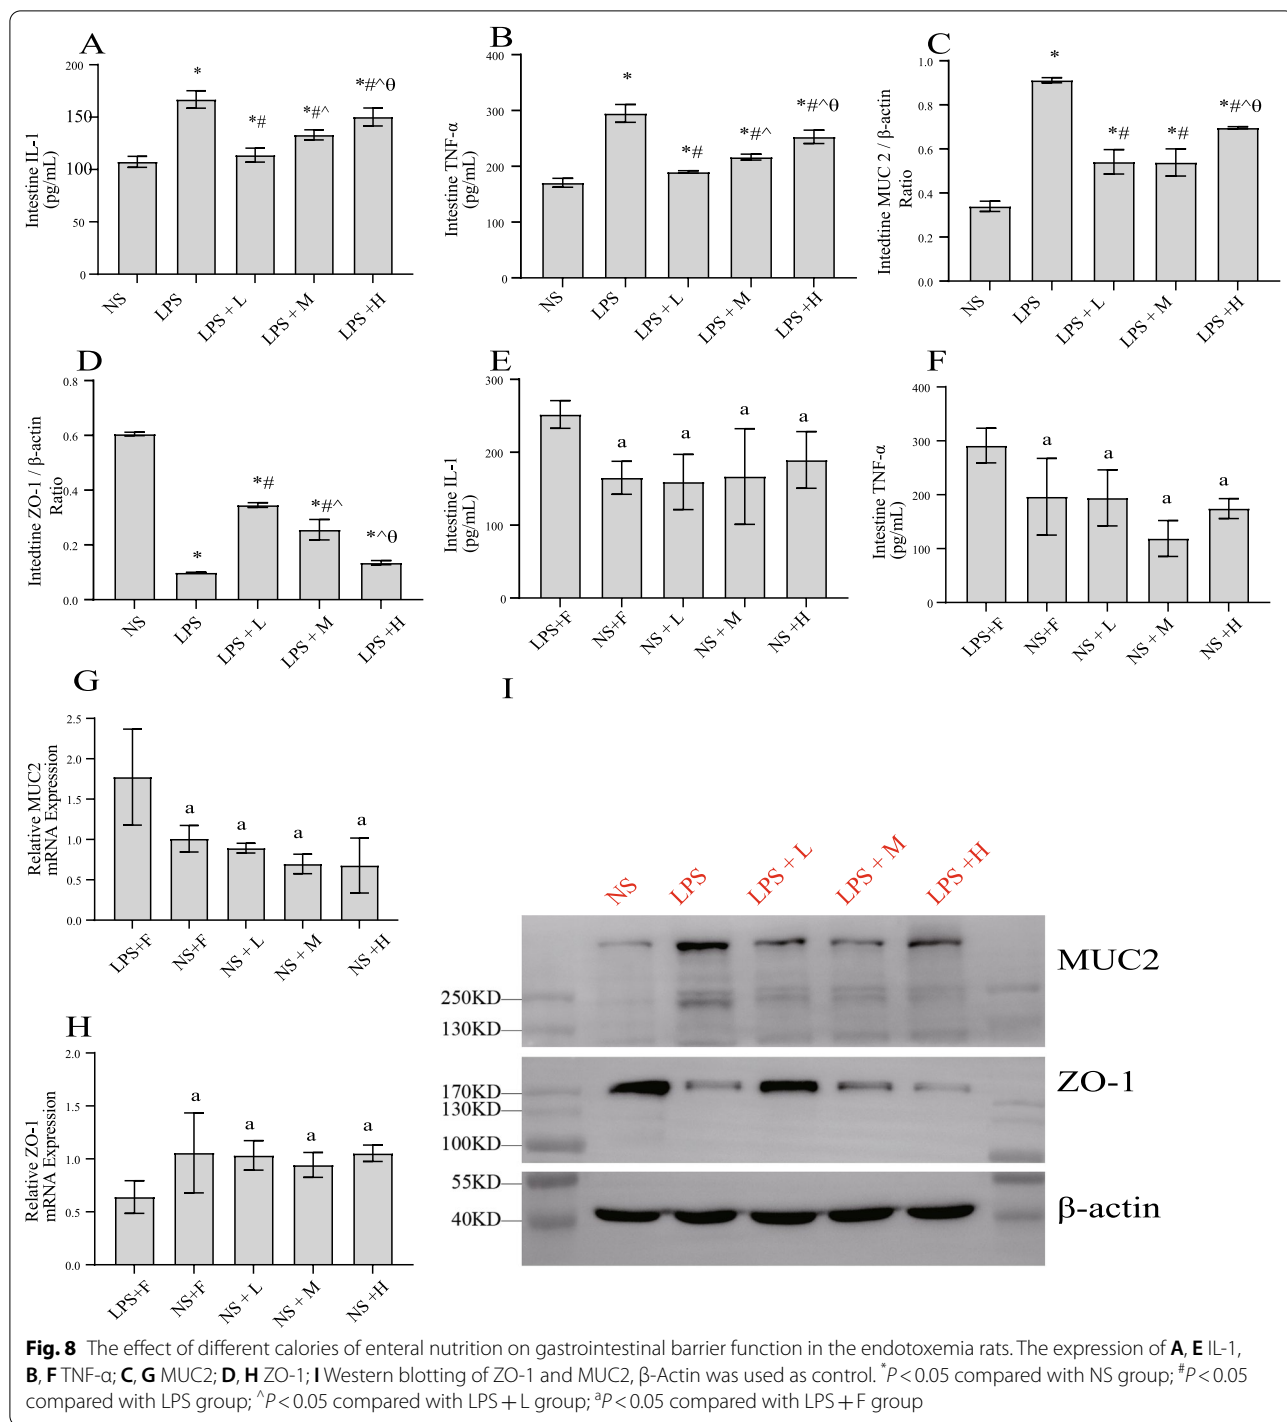 A
Intestine IL-1
(pg/mL)
200
150
100
50
0
*
*#
*#^
*#^θ
NS
LPS
LPS + L
LPS + M
LPS +H
B
Intestine TNF-α
(pg/mL)
400
300
200
100
0
*
*#
*#^
*#^θ
NS
LPS
LPS + L
LPS + M
LPS +H
C
Intedtine MUC 2 / β-actin
Ratio
1.0
0.8
0.6
0.4
0.2
0.0
*
*#
*#
*#^θ
NS
LPS
LPS + L
LPS + M
LPS +H
D
Intedtine ZO-1 / β-actin
Ratio
0.8
0.6
0.4
0.2
0.0
*
*#
*#^
*^θ
NS
LPS
LPS + L
LPS + M
LPS +H
E
Intestine IL-1
(pg/mL)
300
200
100
0
a
a
a
a
LPS+F
NS+F
NS + L
NS + M
NS +H
F
Intestine TNF-α
(pg/mL)
400
300
200
100
0
a
a
a
a
LPS+F
NS+F
NS + L
NS + M
NS +H
G
Relative MUC2
mRNA Expression
2.5
2.0
1.5
1.0
0.5
0.0
a
a
a
a
LPS+F
NS+F
NS + L
NS + M
NS +H
H
Relative ZO-1
mRNA Expression
2.0
1.5
1.0
0.5
0.0
a
a
a
a
LPS+F
NS+F
NS + L
NS + M
NS +H
I
NS
LPS
LPS + L
LPS + M
LPS +H
250KD
130KD
MUC2
170KD
130KD
100KD
ZO-1
55KD
40KD
β-actin
Fig. 8 The effect of different calories of enteral nutrition on gastrointestinal barrier function in the endotoxemia rats. The expression of A, E IL-1,
B, F TNF-α; C, G MUC2; D, H ZO-1; I Western blotting of ZO-1 and MUC2, β-Actin was used as control. *P < 0.05 compared with NS group; #P < 0.05
compared with LPS group; ^P < 0.05 compared with LPS + L group; aP < 0.05 compared with LPS + F group